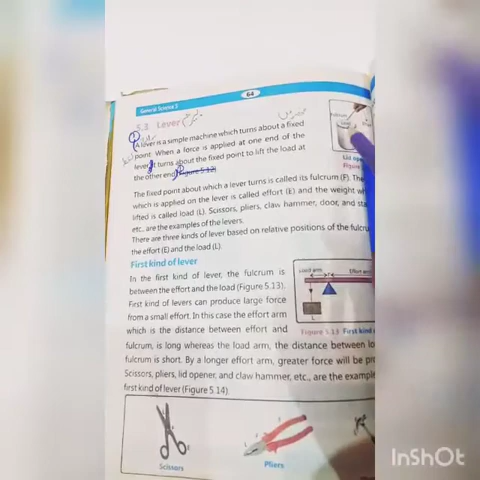 General Science 5
64
5.3 Lever
A lever is a simple machine which turns about a fixed
point. When a force is applied at one end of the
lever, it turns about the fixed point to lift the load at
the other end (Figure 5.12).
Lid ope
Figure
The fixed point about which a lever turns is called its fulcrum (F). The
which is applied on the lever is called effort (E) and the weight w
lifted is called load (L). Scissors, pliers, claw hammer, door, and sta
etc., are the examples of the levers.
There are three kinds of lever based on relative positions of the fulcru
the effort (E) and the load (L).
First kind of lever
In the first kind of lever, the fulcrum is
between the effort and the load (Figure 5.13).
First kind of levers can produce large force
from a small effort. In this case the effort arm
which is the distance between effort and
Load arm
Effort arm
L
Figure 5.13 First kind
fulcrum, is long whereas the load arm, the distance between lo
fulcrum is short. By a longer effort arm, greater force will be pr
Scissors, pliers, lid opener, and claw hammer, etc., are the example
first kind of lever (Figure 5.14).
Scissors
Pliers
InShOt